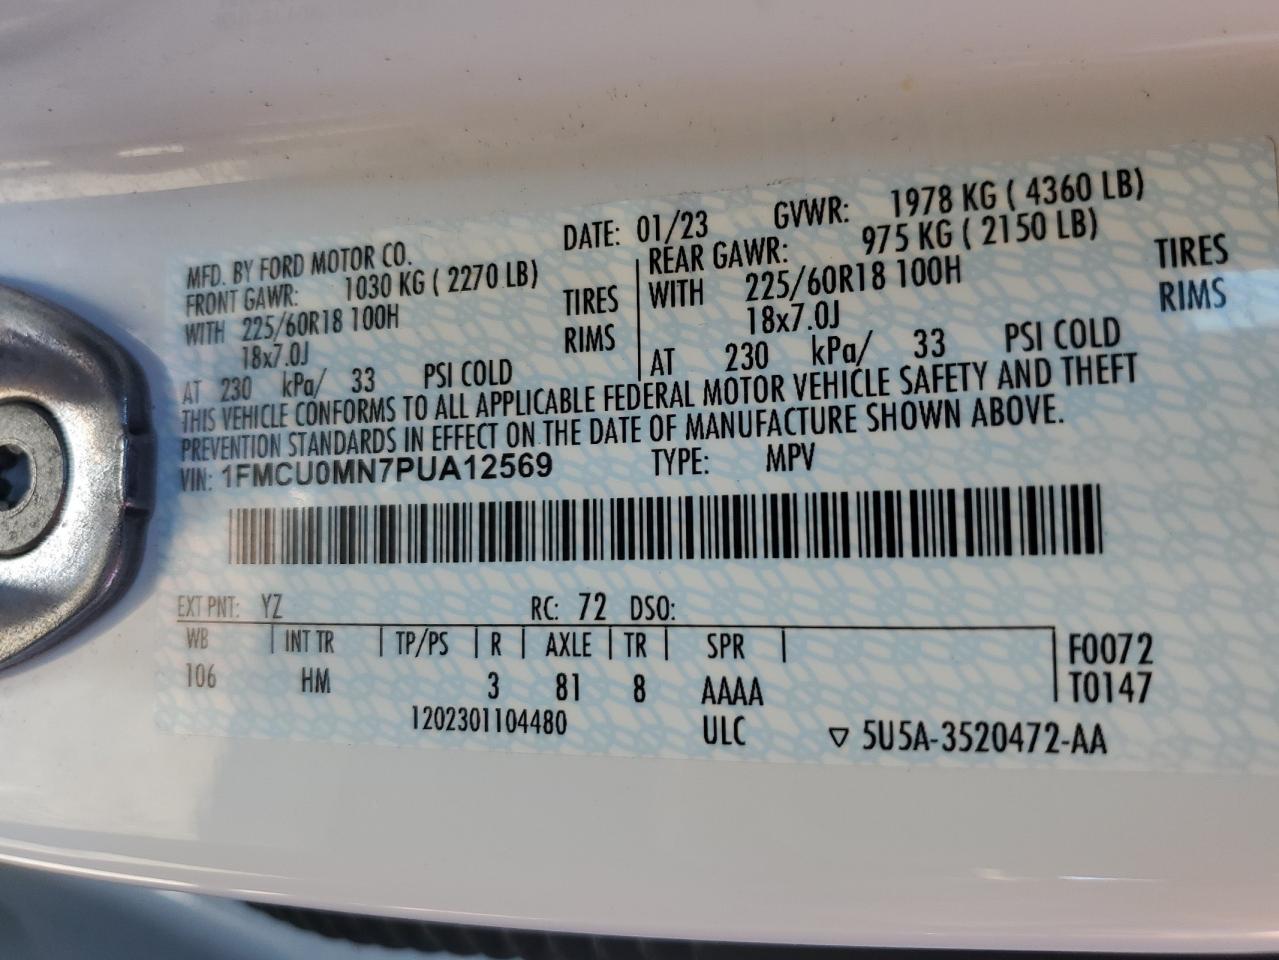 MFD. BY FORD MOTOR CO. DATE: 01/23 GVWR: 1978 KG ( 4360 LB)
FRONT GAWR: 1030 KG ( 2270 LB) REAR GAWR: 975 KG ( 2150 LB)
WITH 225/60R18 100H TIRES WITH 225/60R18 100H TIRES
18x7.0J RIMS 18x7.0J RIMS
AT 230 kPa/ 33 PSI COLD AT 230 kPa/ 33 PSI COLD
THIS VEHICLE CONFORMS TO ALL APPLICABLE FEDERAL MOTOR VEHICLE SAFETY AND THEFT
PREVENTION STANDARDS IN EFFECT ON THE DATE OF MANUFACTURE SHOWN ABOVE.
VIN: 1FMCU0MN7PUA12569 TYPE: MPV
EXT PNT: YZ RC: 72 DSO:
WB INT TR TP/PS R AXLE TR SPR F0072
106 HM 3 81 8 AAAA T0147
1202301104480 ULC ▽ 5U5A-3520472-AA